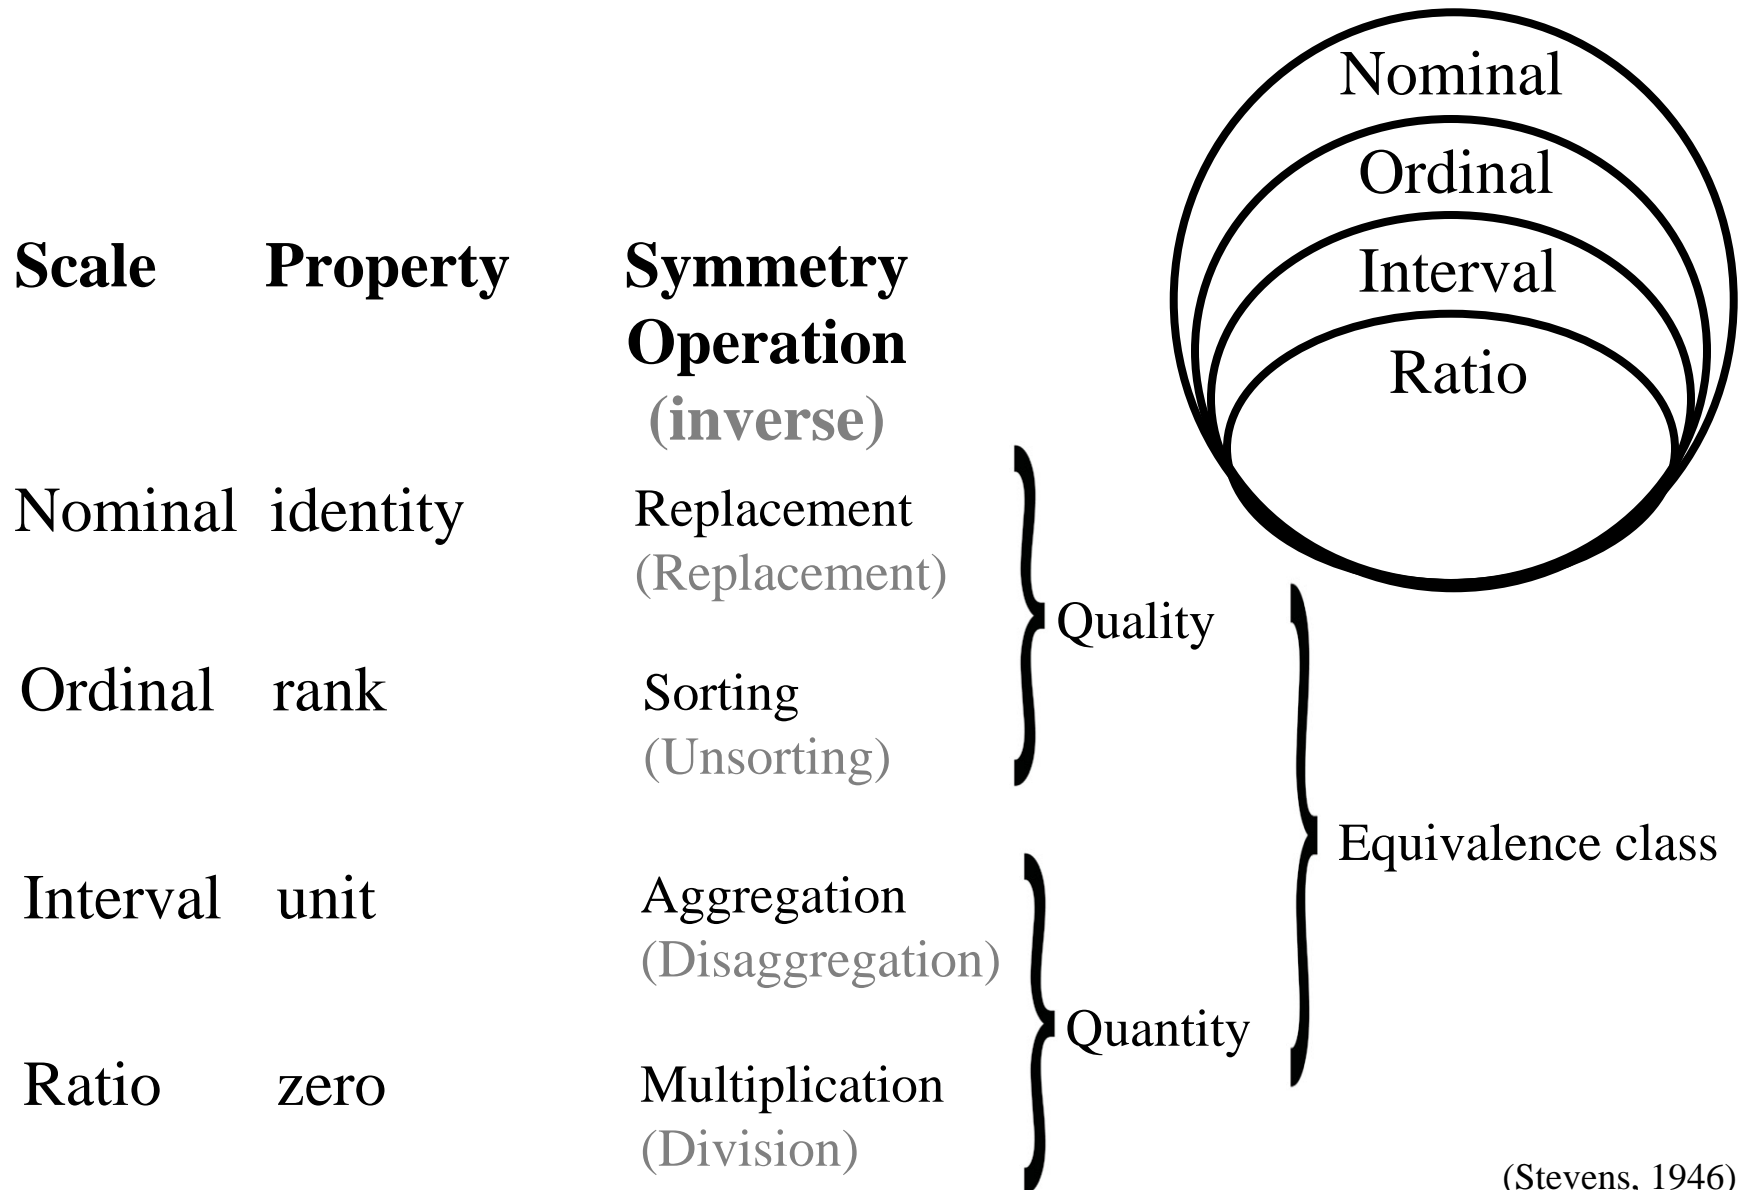 Nominal
Ordinal
Interval
Ratio
Scale Property Symmetry
Operation
(inverse)
Nominal identity Replacement
(Replacement)
Quality
Ordinal rank Sorting
(Unsorting)
Equivalence class
Interval unit Aggregation
(Disaggregation)
Quantity
Ratio zero Multiplication
(Division)
(Stevens, 1946)